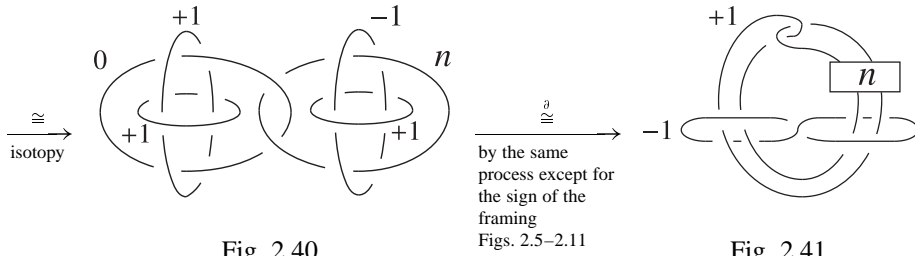 ≅
isotopy
0
+1
-1
n
+1
+1
∂
≅
by the same
process except for
the sign of the
framing
Figs. 2.5–2.11
+1
n
-1
Fig. 2.40
Fig. 2.41